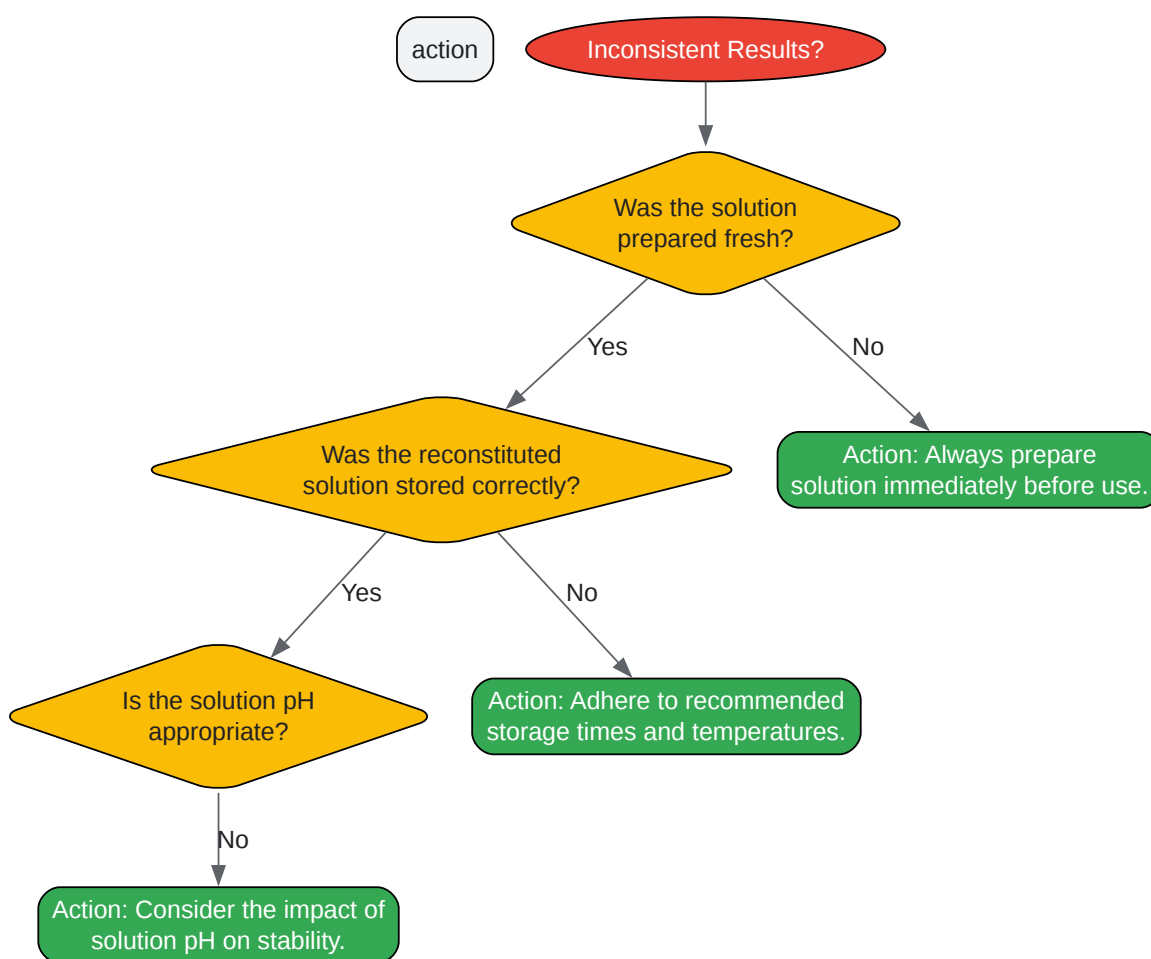 action
Inconsistent Results?
Was the solution
prepared fresh?
Yes
No
Was the reconstituted
solution stored correctly?
Action: Always prepare
solution immediately before use.
Yes
No
Is the solution pH
appropriate?
Action: Adhere to recommended
storage times and temperatures.
No
Action: Consider the impact of
solution pH on stability.